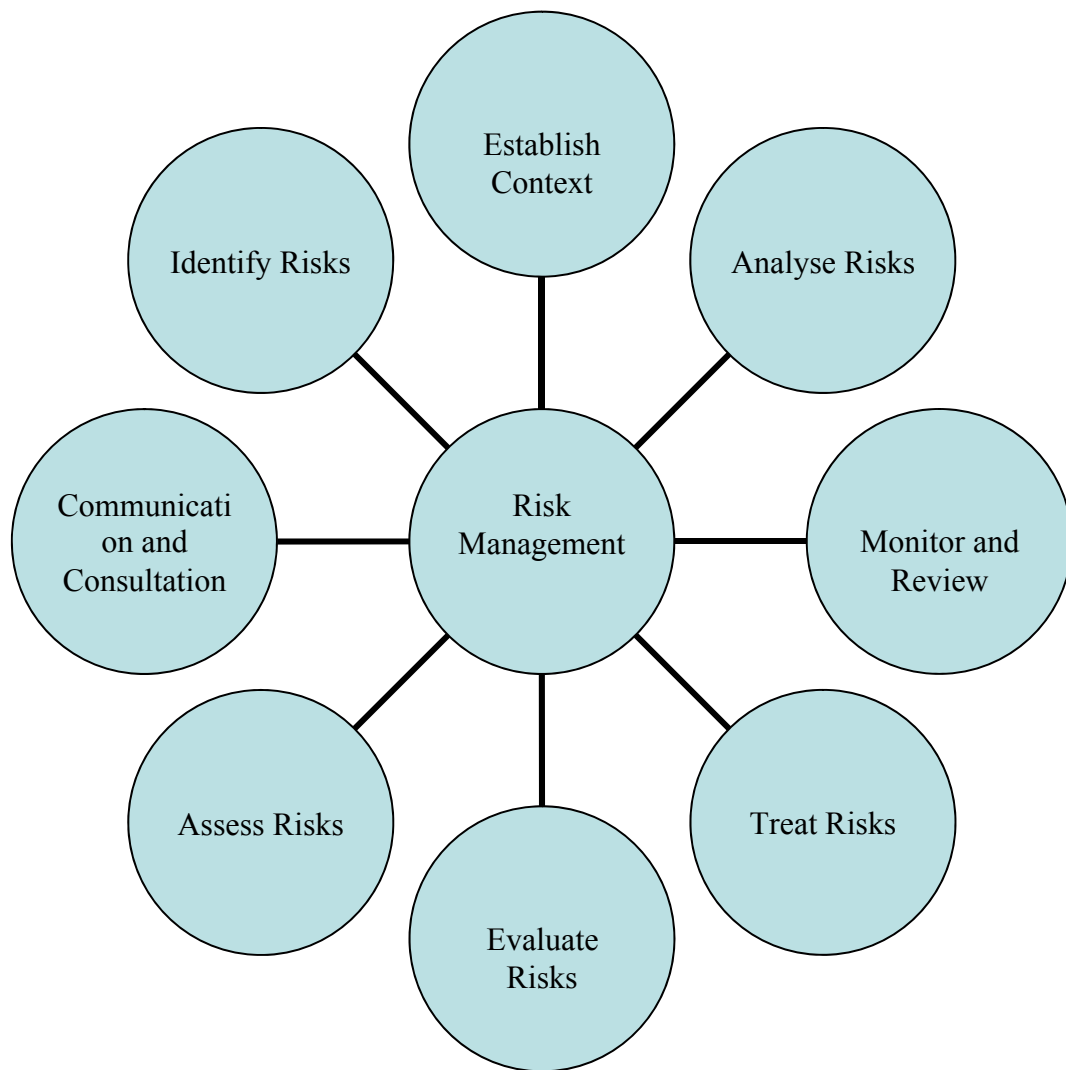 Establish
Context
Identify Risks
Analyse Risks
Communicati
on and
Consultation
Risk
Management
Monitor and
Review
Assess Risks
Treat Risks
Evaluate
Risks